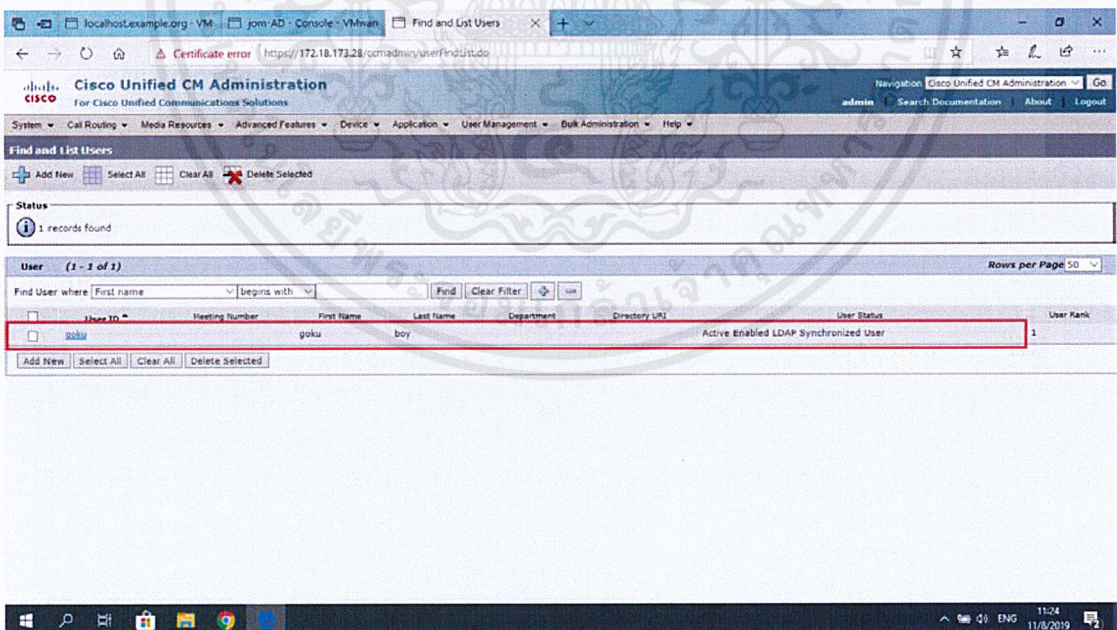 localhost.example.org - VM
jom-AD - Console - VMwar
Find and List Users
Certificate error
https://172.18.173.28/ccmadmin/userFindList.do
CISCO
Cisco Unified CM Administration
For Cisco Unified Communications Solutions
Navigation Cisco Unified CM Administration Go
admin Search Documentation About Logout
System Call Routing Media Resources Advanced Features Device Application User Management Bulk Administration Help
Find and List Users
Add New Select All Clear All Delete Selected
Status
1 records found
User (1 - 1 of 1)
Rows per Page 50
Find User where First name begins with Find Clear Filter
User ID Meeting Number First Name Last Name Department Directory URI User Status User Rank
goku goku boy Active Enabled LDAP Synchronized User 1
Add New Select All Clear All Delete Selected
ENG
11:24
11/8/2019